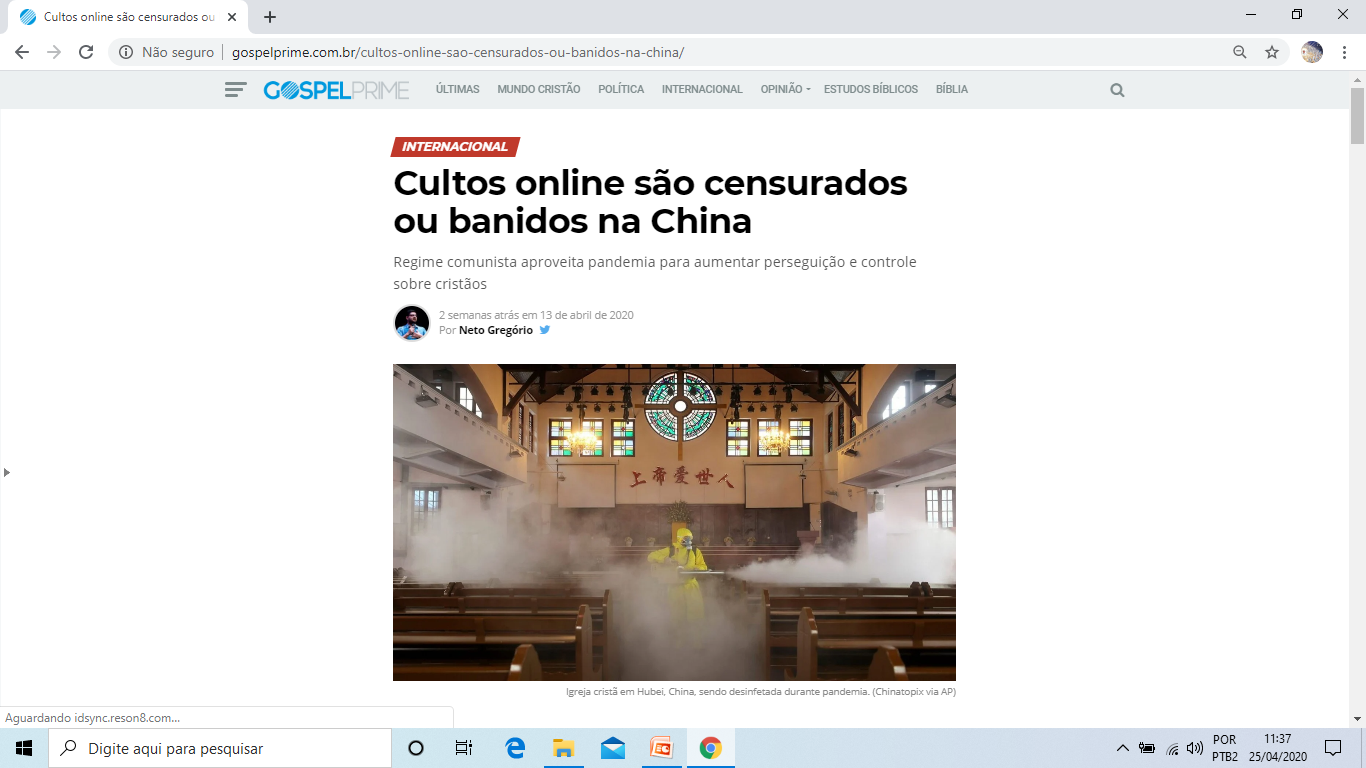 Cultos online são censurados ou
Não seguro
gospelprime.com.br/cultos-online-sao-censurados-ou-banidos-na-china/
GOSPELPRIME
ÚLTIMAS MUNDO CRISTÃO POLÍTICA INTERNACIONAL OPINIÃO ESTUDOS BÍBLICOS BÍBLIA
INTERNACIONAL
Cultos online são censurados
ou banidos na China
Regime comunista aproveita pandemia para aumentar perseguição e controle
sobre cristãos
2 semanas atrás em 13 de abril de 2020
Por Neto Gregório
上帝爱世人
Igreja cristã em Hubei, China, sendo desinfetada durante pandemia. (Chinatopix via AP)
Aguardando idsync.reson8.com...
Digite aqui para pesquisar
POR
PTB2
11:37
25/04/2020